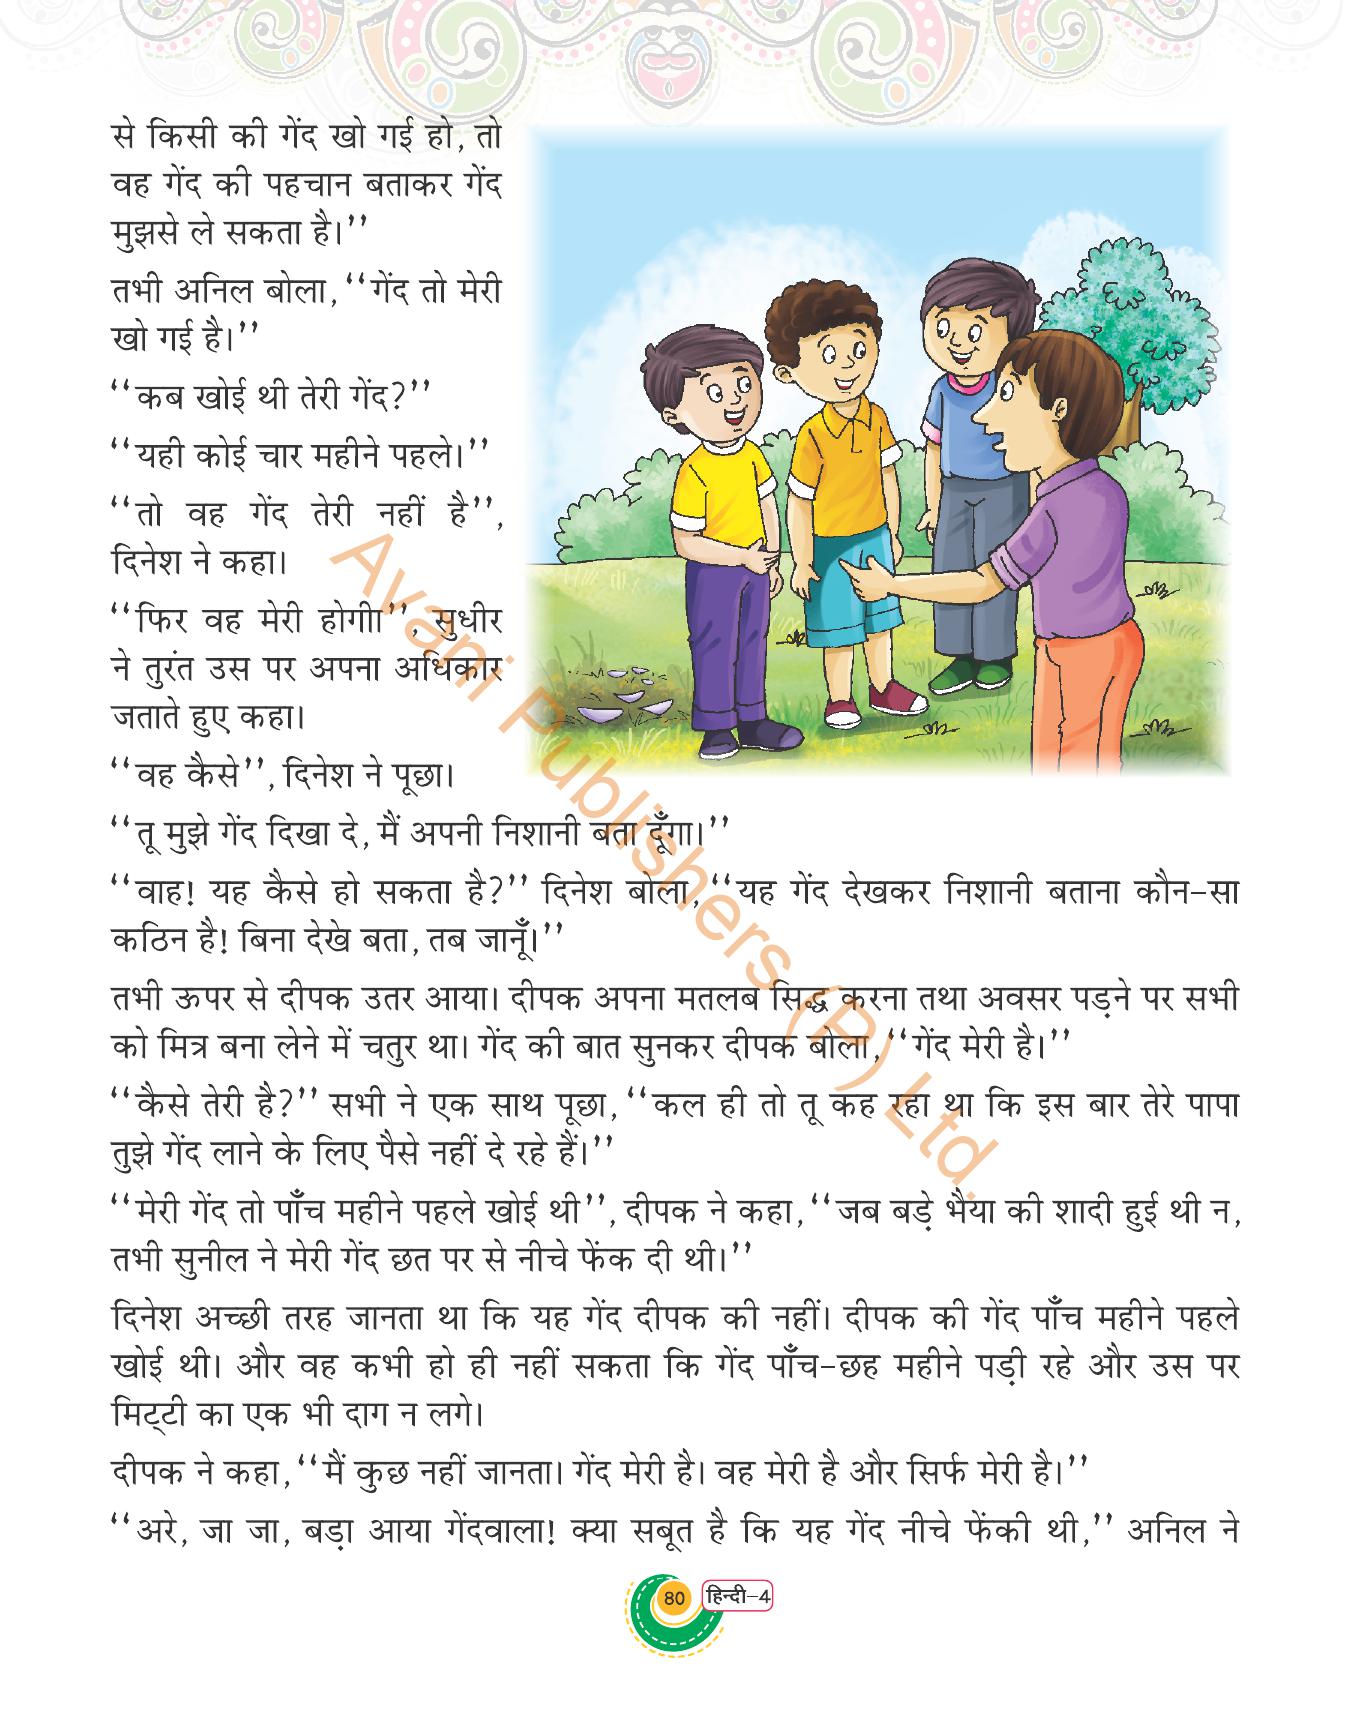 से किसी की गेंद खो गई हो, तो
वह गेंद की पहचान बताकर गेंद
मुझसे ले सकता है।’’
तभी अनिल बोला, ‘‘गेंद तो मेरी
खो गई है।’’
‘‘कब खोई थी तेरी गेंद?’’
‘‘यही कोई चार महीने पहले।’’
‘‘तो वह गेंद तेरी नहीं है’’,
दिनेश ने कहा।
‘‘फिर वह मेरी होगीा’’, सुधीर
ने तुरंत उस पर अपना अधिकार
जताते हुए कहा।
‘‘वह कैसे’’, दिनेश ने पूछा।
‘‘तू मुझे गेंद दिखा दे, मैं अपनी निशानी बता दूँगा।’’
‘‘वाह! यह कैसे हो सकता है?’’ दिनेश बोला, ‘‘यह गेंद देखकर निशानी बताना कौन-सा
कठिन है! बिना देखे बता, तब जानूँ।’’
तभी ऊपर से दीपक उतर आया। दीपक अपना मतलब सिद्ध करना तथा अवसर पड़ने पर सभी
को मित्र बना लेने में चतुर था। गेंद की बात सुनकर दीपक बोला, ‘‘गेंद मेरी है।’’
‘‘कैसे तेरी है?’’ सभी ने एक साथ पूछा, ‘‘कल ही तो तू कह रहा था कि इस बार तेरे पापा
तुझे गेंद लाने के लिए पैसे नहीं दे रहे हैं।’’
‘‘मेरी गेंद तो पाँच महीने पहले खोई थी’’, दीपक ने कहा, ‘‘जब बड़े भैया की शादी हुई थी न,
तभी सुनील ने मेरी गेंद छत पर से नीचे फेंक दी थी।’’
दिनेश अच्छी तरह जानता था कि यह गेंद दीपक की नहीं। दीपक की गेंद पाँच महीने पहले
खोई थी। और वह कभी हो ही नहीं सकता कि गेंद पाँच-छह महीने पड़ी रहे और उस पर
मिट्‌टी का एक भी दाग न लगे।
दीपक ने कहा, ‘‘मैं कुछ नहीं जानता। गेंद मेरी है। वह मेरी है और सिर्फ मेरी है।’’
‘‘अरे, जा जा, बड़ा आया गेंदवाला! क्या सबूत है कि यह गेंद नीचे फेंकी थी,’’ अनिल ने
80 हिन्दी-4
Avani Publishers (P) Ltd.